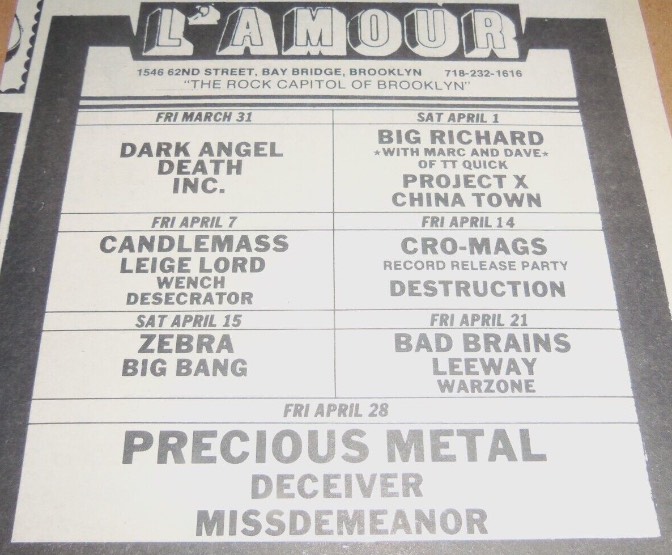 L'AMOUR
1546 62ND STREET, BAY BRIDGE, BROOKLYN 718-232-1616
"THE ROCK CAPITOL OF BROOKLYN"
FRI MARCH 31
DARK ANGEL
DEATH
INC.
SAT APRIL 1
BIG RICHARD
*WITH MARC AND DAVE*
OF TT QUICK
PROJECT X
CHINA TOWN
FRI APRIL 7
CANDLEMASS
LEIGE LORD
WENCH
DESECRATOR
FRI APRIL 14
CRO-MAGS
RECORD RELEASE PARTY
DESTRUCTION
SAT APRIL 15
ZEBRA
BIG BANG
FRI APRIL 21
BAD BRAINS
LEEWAY
WARZONE
FRI APRIL 28
PRECIOUS METAL
DECEIVER
MISSDEMEANOR